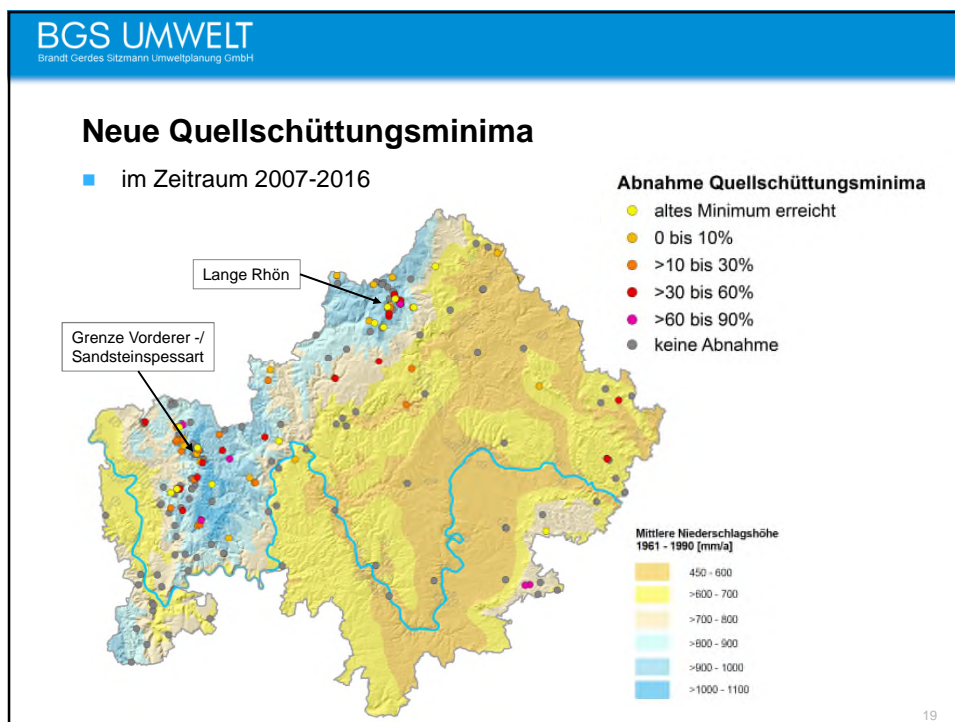 BGS UMWELT
Brandt Gerdes Sitzmann Umweltplanung GmbH
Neue Quellschüttungsminima
im Zeitraum 2007-2016
Abnahme Quellschüttungsminima
altes Minimum erreicht
0 bis 10%
>10 bis 30%
>30 bis 60%
>60 bis 90%
keine Abnahme
Lange Rhön
Grenze Vorderer -/
Sandsteinspessart
Mittlere Niederschlagshöhe
1961 - 1990 [mm/a]
450 - 600
>600 - 700
>700 - 800
>800 - 900
>900 - 1000
>1000 - 1100
19